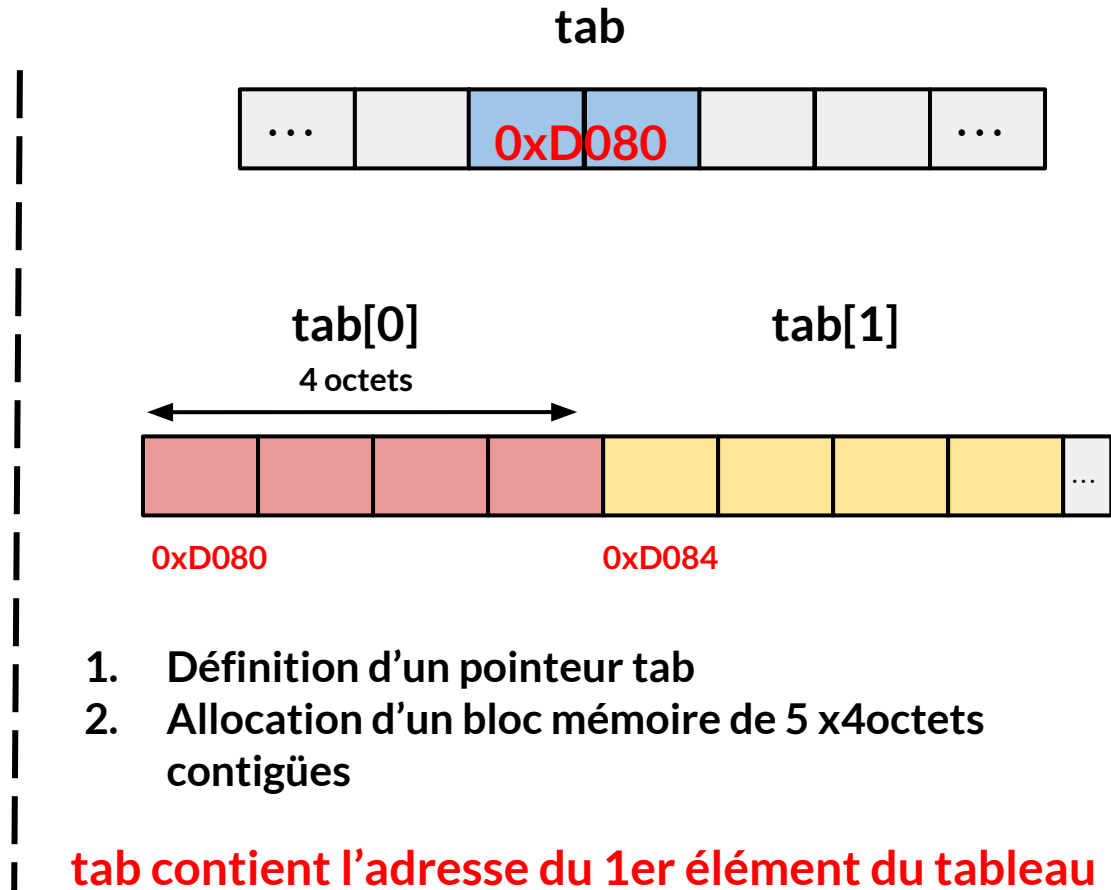 tab
... 0xD080 ...
tab[0] tab[1]
4 octets
...
0xD080 0xD084
1. Définition d’un pointeur tab
2. Allocation d’un bloc mémoire de 5 x4octets
contigües
tab contient l’adresse du 1er élément du tableau